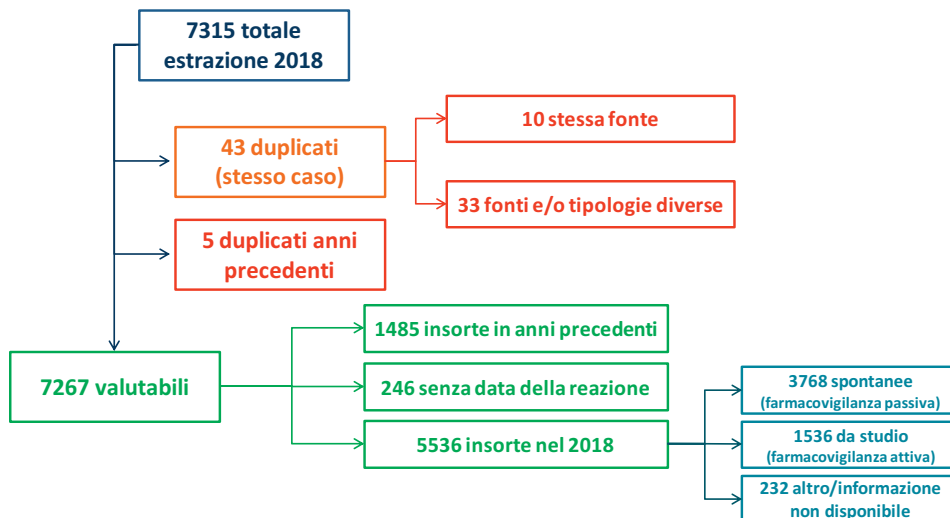 7315 totale
estrazione 2018
43 duplicati
(stesso caso)
10 stessa fonte
33 fonti e/o tipologie diverse
5 duplicati anni
precedenti
7267 valutabili
1485 insorte in anni precedenti
246 senza data della reazione
5536 insorte nel 2018
3768 spontanee
(farmacovigilanza passiva)
1536 da studio
(farmacovigilanza attiva)
232 altro/informazione
non disponibile